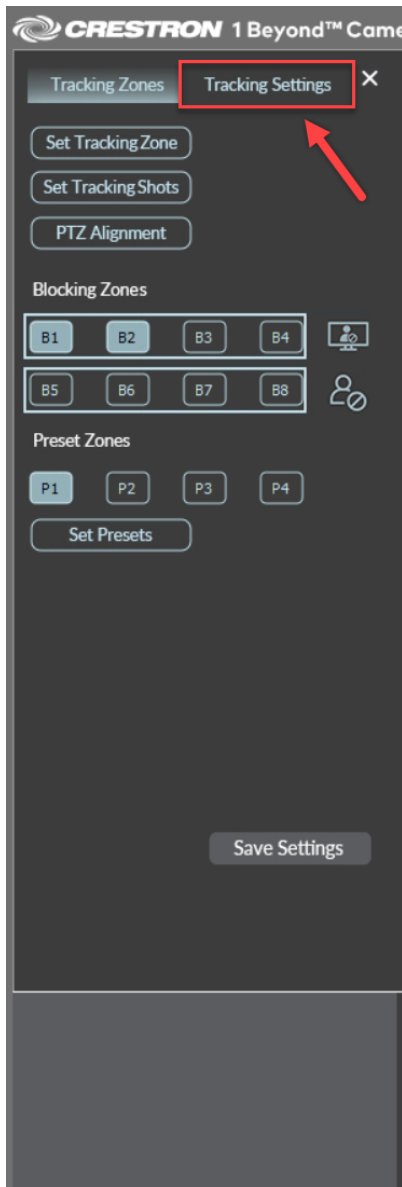 CRESTRON 1 Beyond™ Came
Tracking Zones Tracking Settings ×
Set Tracking Zone
Set Tracking Shots
PTZ Alignment
Blocking Zones
B1 B2 B3 B4
B5 B6 B7 B8
Preset Zones
P1 P2 P3 P4
Set Presets
Save Settings